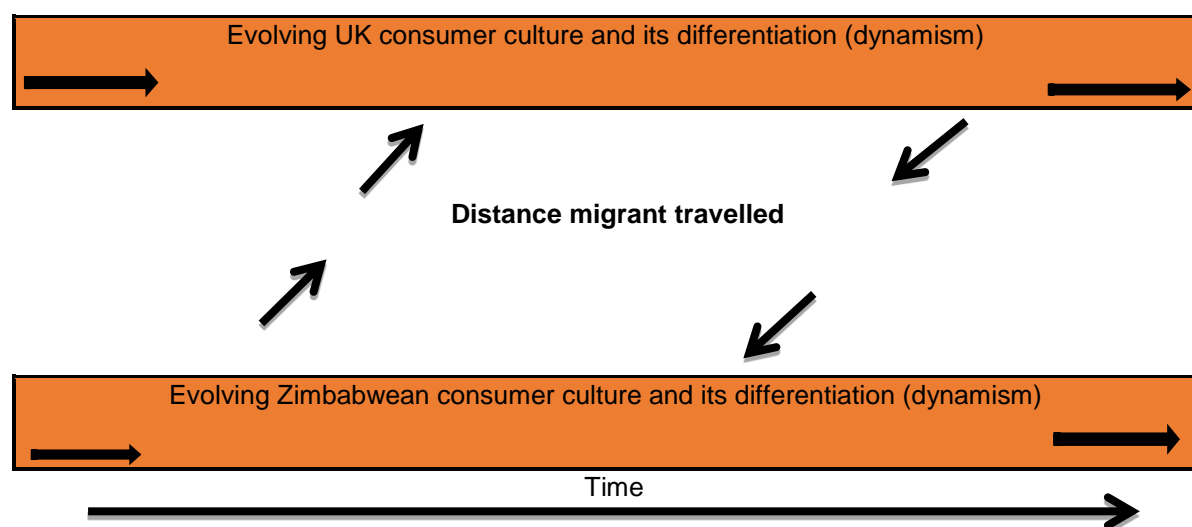 Evolving UK consumer culture and its differentiation (dynamism)
Distance migrant travelled
Evolving Zimbabwean consumer culture and its differentiation (dynamism)
Time